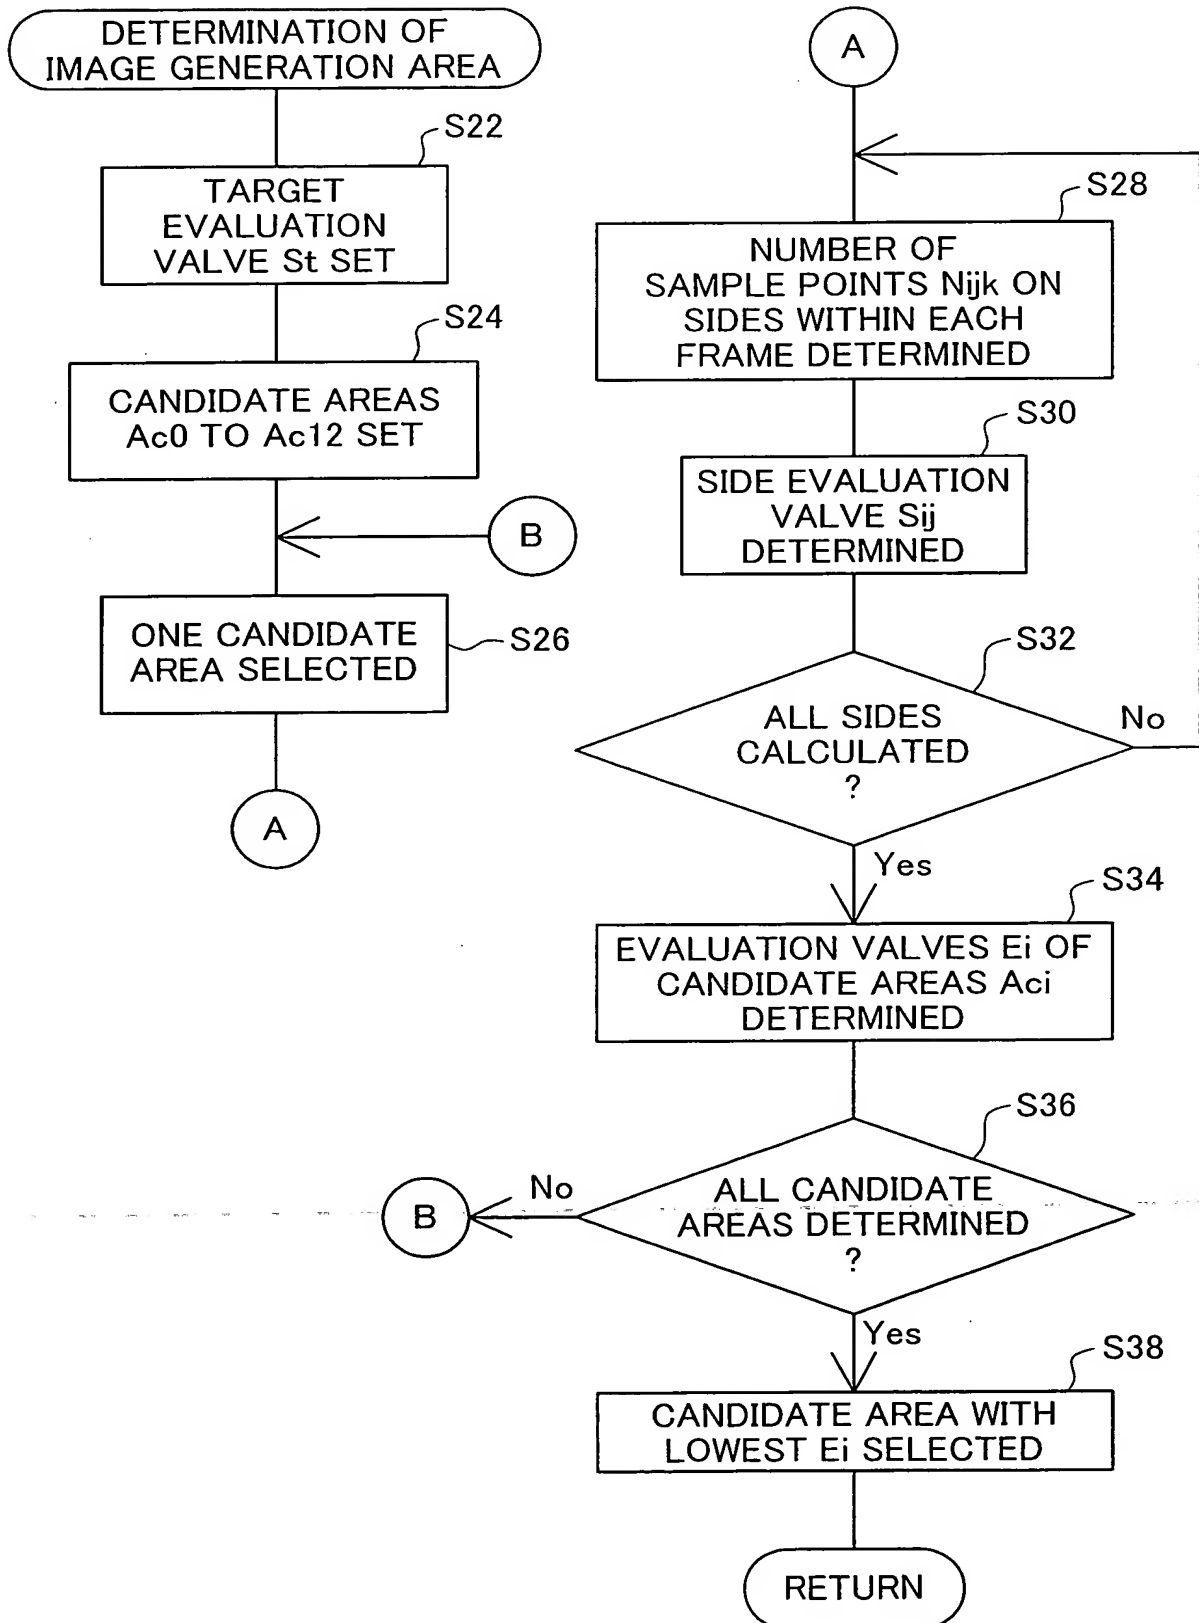 DETERMINATION OF
IMAGE GENERATION AREA
S22
TARGET
EVALUATION
VALVE St SET
S24
CANDIDATE AREAS
Ac0 TO Ac12 SET
B
ONE CANDIDATE
AREA SELECTED
S26
A
A
S28
NUMBER OF
SAMPLE POINTS Nijk ON
SIDES WITHIN EACH
FRAME DETERMINED
S30
SIDE EVALUATION
VALVE Sij
DETERMINED
S32
ALL SIDES
CALCULATED
?
No
Yes
S34
EVALUATION VALVES Ei OF
CANDIDATE AREAS Aci
DETERMINED
S36
ALL CANDIDATE
AREAS DETERMINED
?
No
B
Yes
S38
CANDIDATE AREA WITH
LOWEST Ei SELECTED
RETURN